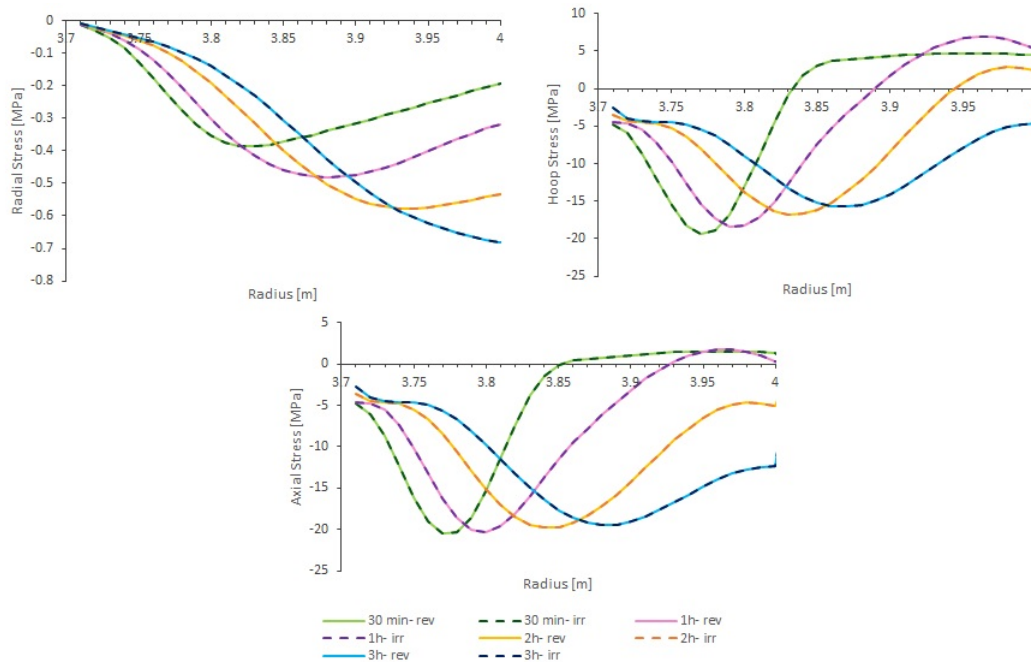 0
3.7 3.75 3.8 3.85 3.9 3.95 4
-0.1
-0.2
-0.3
-0.4
-0.5
-0.6
-0.7
-0.8
Radial Stress [MPa]
Radius [m]
10
5
0
3.7 3.75 3.8 3.85 3.9 3.95
-5
-10
-15
-20
-25
Hoop Stress [MPa]
Radius [m]
5
0
3.7 3.75 3.8 3.85 3.9 3.95 4
-5
-10
-15
-20
-25
Axial Stress [MPa]
Radius [m]
30 min- rev 30 min- irr 1h- rev
1h- irr 2h- rev 2h- irr
3h- rev 3h- irr